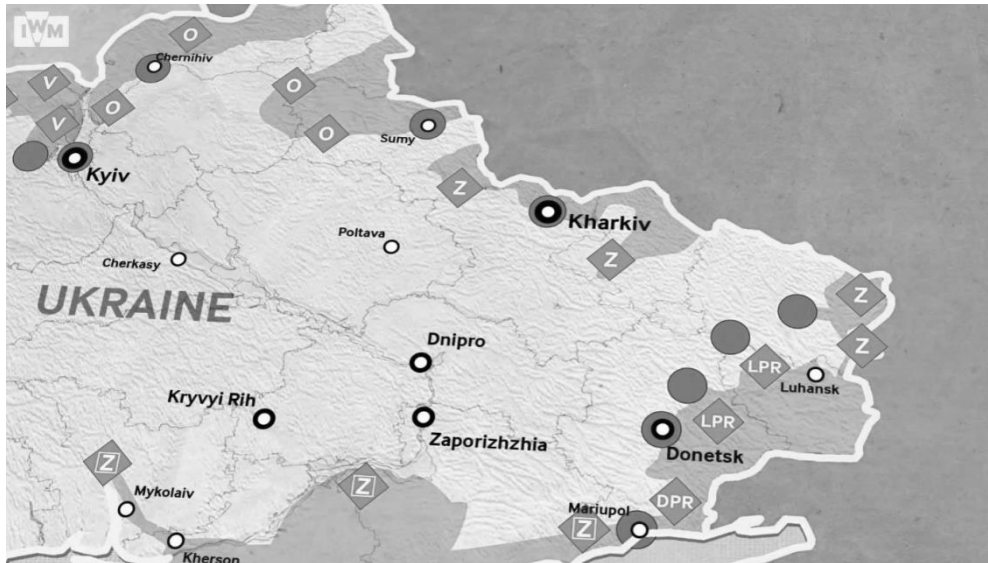 IWM
O
Chernihiv
V
O
O
V
O
Sumy
Kyiv
Z
Kharkiv
Poltava
Cherkasy
Z
UKRAINE
Z
Dnipro
Z
LPR
Luhansk
Kryvyi Rih
LPR
Zaporizhzhia
Donetsk
Z
Z
Mykolaiv
DPR
Mariupol
Z
Kherson